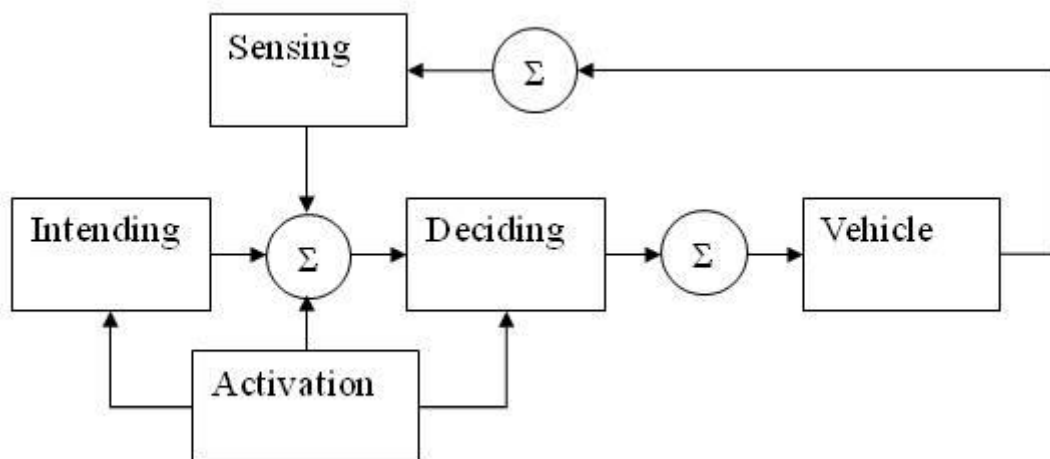 Sensing
Σ
Intending
Σ
Deciding
Σ
Vehicle
Activation